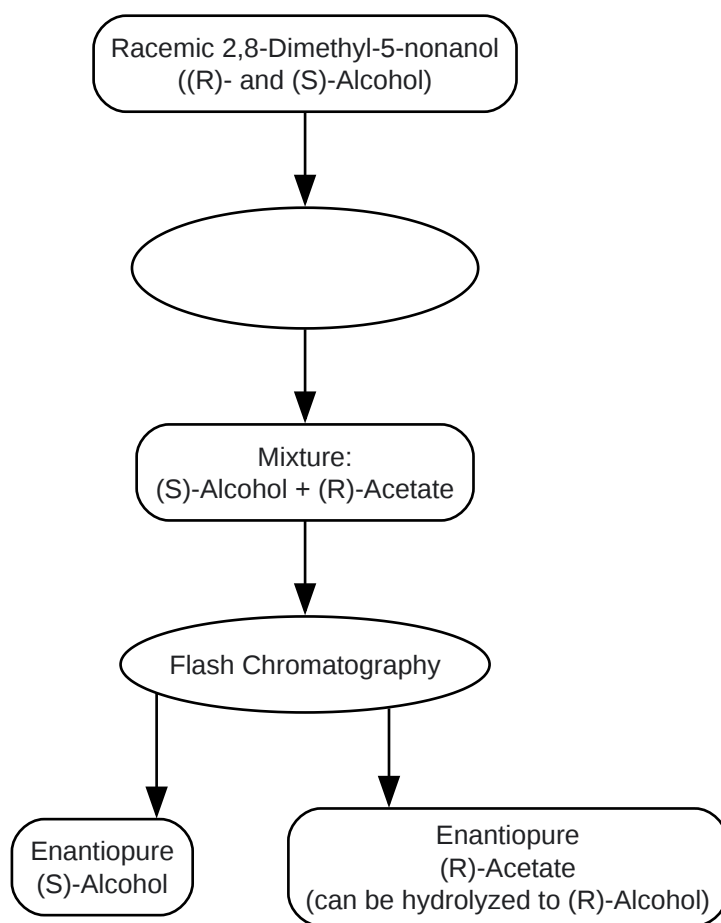 Racemic 2,8-Dimethyl-5-nonanol
((R)- and (S)-Alcohol)
Mixture:
(S)-Alcohol + (R)-Acetate
Flash Chromatography
Enantiopure
(S)-Alcohol
Enantiopure
(R)-Acetate
(can be hydrolyzed to (R)-Alcohol)